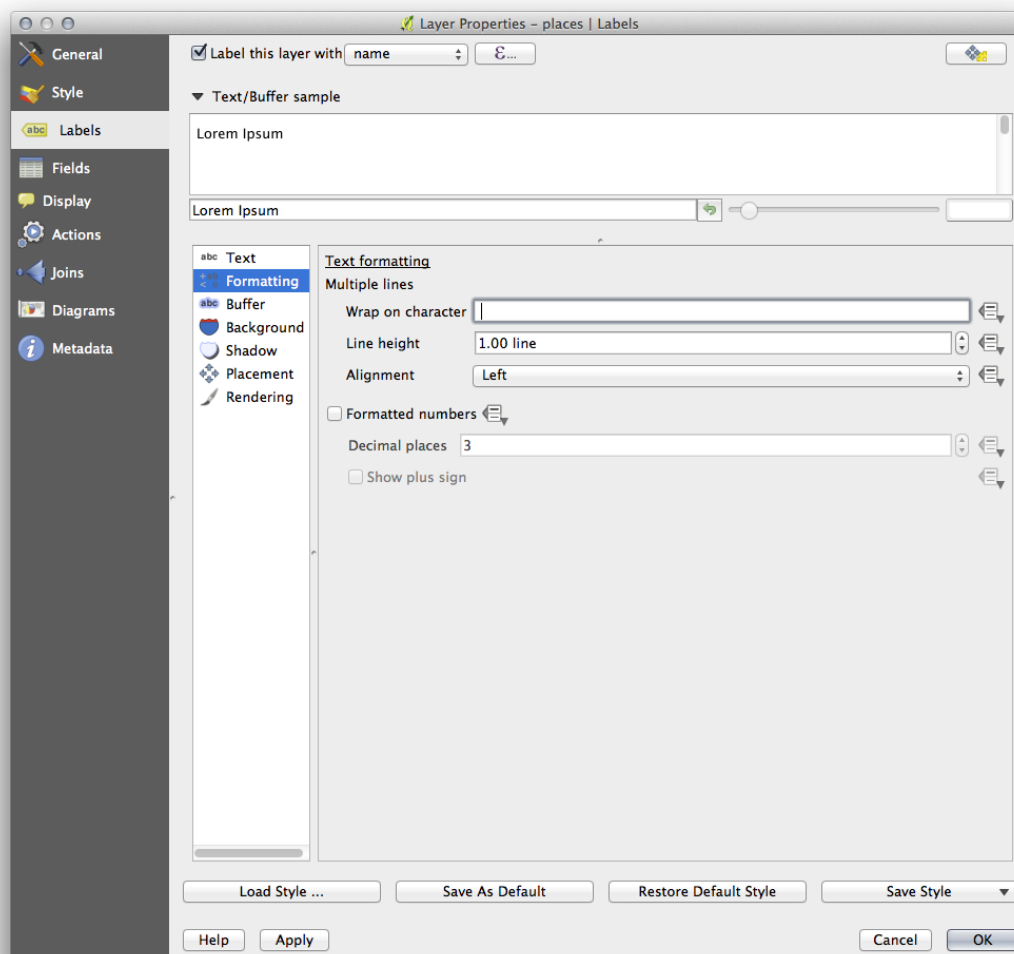 Layer Properties – places | Labels
General
Style
abc Labels
Fields
Display
Actions
Joins
Diagrams
i Metadata
Label this layer with name ε...
Text/Buffer sample
Lorem Ipsum
Lorem Ipsum
abc Text
Formatting
abc Buffer
Background
Shadow
Placement
Rendering
Text formatting
Multiple lines
Wrap on character
Line height 1.00 line
Alignment Left
Formatted numbers
Decimal places 3
Show plus sign
Load Style ... Save As Default Restore Default Style Save Style
Help Apply Cancel OK